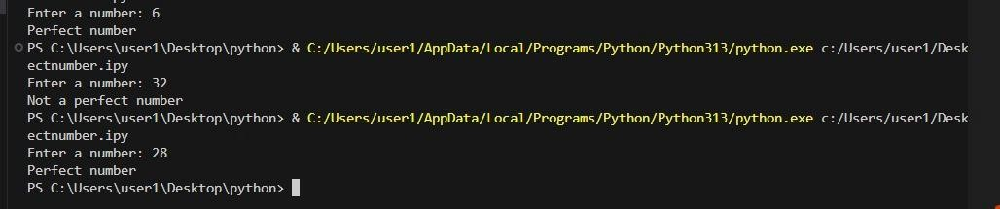 Enter a number: 6
Perfect number
PS C:\Users\user1\Desktop\python> & C:/Users/user1/AppData/Local/Programs/Python/Python313/python.exe c:/Users/user1/Desk
ectnumber.ipy
Enter a number: 32
Not a perfect number
PS C:\Users\user1\Desktop\python> & C:/Users/user1/AppData/Local/Programs/Python/Python313/python.exe c:/Users/user1/Desk
ectnumber.ipy
Enter a number: 28
Perfect number
PS C:\Users\user1\Desktop\python>